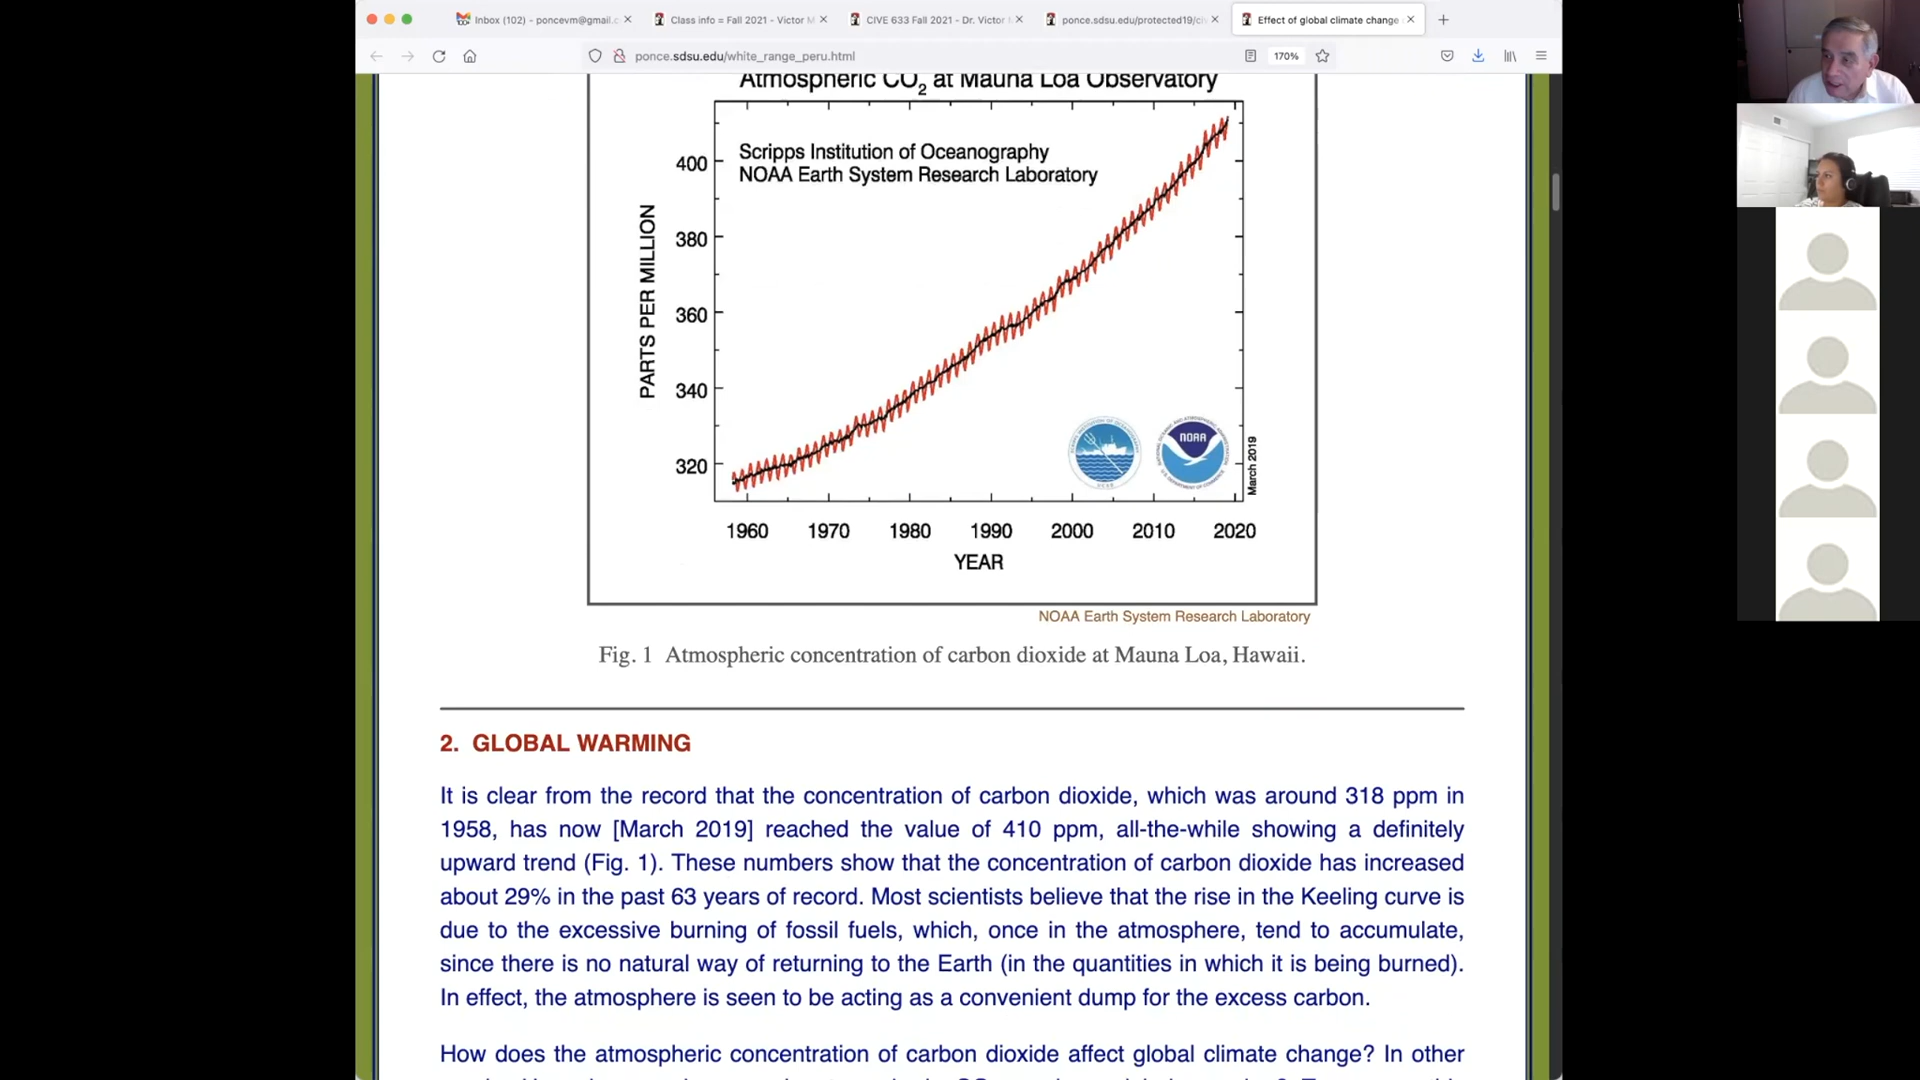 Inbox (102) - poncevm@gmail.c
Class info = Fall 2021 - Victor M
CIVE 633 Fall 2021 - Dr. Victor
ponce.sdsu.edu/protected19/civ
Effect of global climate change
ponce.sdsu.edu/white_range_peru.html
170%
Atmospheric CO2 at Mauna Loa Observatory
Scripps Institution of Oceanography
NOAA Earth System Research Laboratory
PARTS PER MILLION
400
380
360
340
320
NOAA
March 2019
1960 1970 1980 1990 2000 2010 2020
YEAR
NOAA Earth System Research Laboratory
Fig. 1 Atmospheric concentration of carbon dioxide at Mauna Loa, Hawaii.
2. GLOBAL WARMING
It is clear from the record that the concentration of carbon dioxide, which was around 318 ppm in
1958, has now [March 2019] reached the value of 410 ppm, all-the-while showing a definitely
upward trend (Fig. 1). These numbers show that the concentration of carbon dioxide has increased
about 29% in the past 63 years of record. Most scientists believe that the rise in the Keeling curve is
due to the excessive burning of fossil fuels, which, once in the atmosphere, tend to accumulate,
since there is no natural way of returning to the Earth (in the quantities in which it is being burned).
In effect, the atmosphere is seen to be acting as a convenient dump for the excess carbon.
How does the atmospheric concentration of carbon dioxide affect global climate change? In other